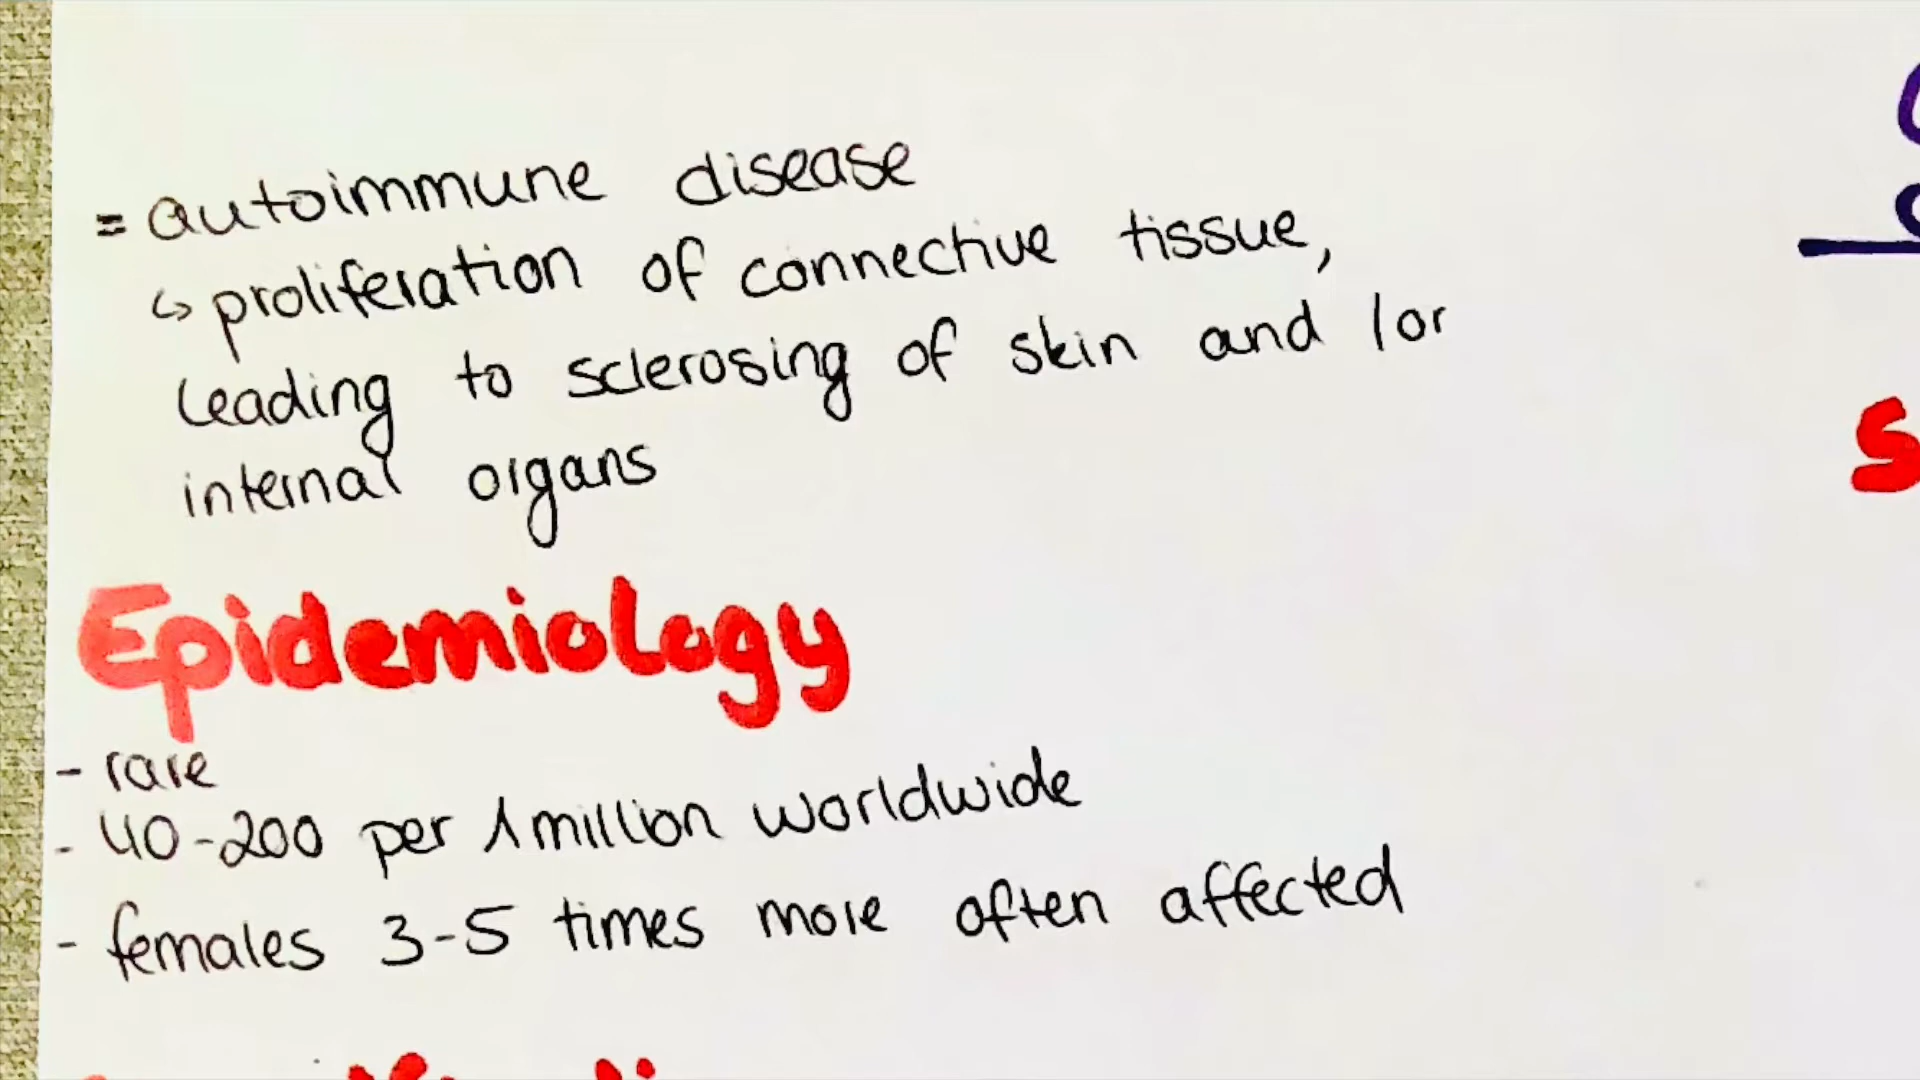 = autoimmune disease
↳ proliferation of connective tissue,
leading to sclerosing of skin and/or
internal organs
Epidemiology
- rare
- 40-200 per 1 million worldwide
- females 3-5 times more often affected